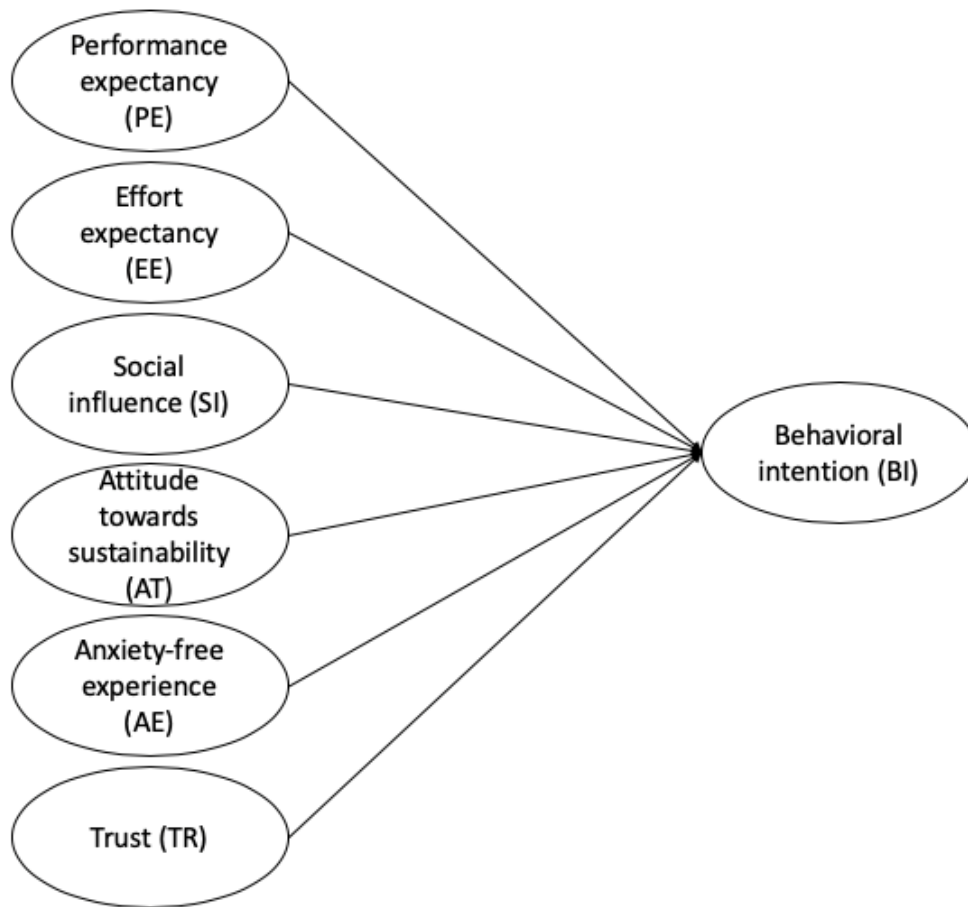 Performance
expectancy
(PE)
Effort
expectancy
(EE)
Social
influence (SI)
Attitude
towards
sustainability
(AT)
Anxiety-free
experience
(AE)
Trust (TR)
Behavioral
intention (BI)